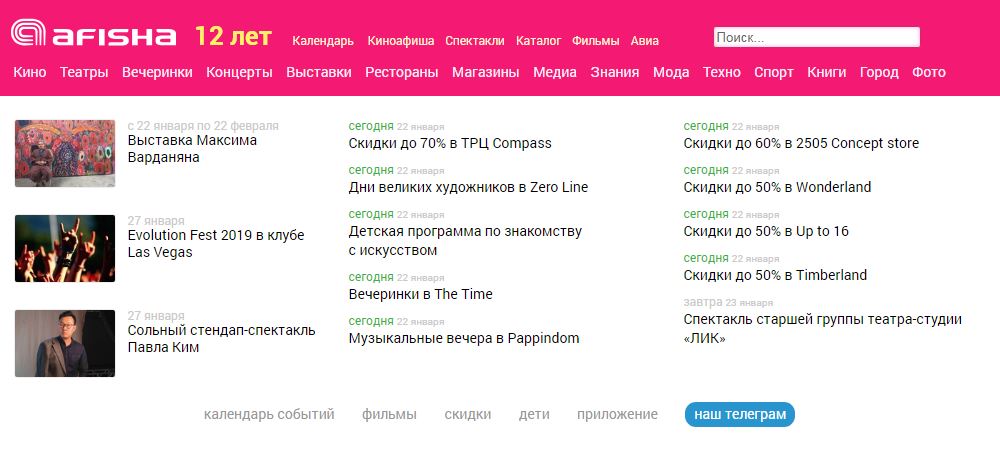 afisha 12 лет Календарь Киноафиша Спектакли Каталог Фильмы Авиа Поиск...
Кино Театры Вечеринки Концерты Выставки Рестораны Магазины Медиа Знания Мода Техно Спорт Книги Город Фото
с 22 января по 22 февраля
Выставка Максима
Варданяна
27 января
Evolution Fest 2019 в клубе
Las Vegas
27 января
Сольный стендап-спектакль
Павла Ким
сегодня 22 января
Скидки до 70% в ТРЦ Compass
сегодня 22 января
Дни великих художников в Zero Line
сегодня 22 января
Детская программа по знакомству
с искусством
сегодня 22 января
Вечеринки в The Time
сегодня 22 января
Музыкальные вечера в Pappindom
сегодня 22 января
Скидки до 60% в 2505 Concept store
сегодня 22 января
Скидки до 50% в Wonderland
сегодня 22 января
Скидки до 50% в Up to 16
сегодня 22 января
Скидки до 50% в Timberland
завтра 23 января
Спектакль старшей группы театра-студии
«ЛИК»
календарь событий фильмы скидки дети приложение наш телеграм